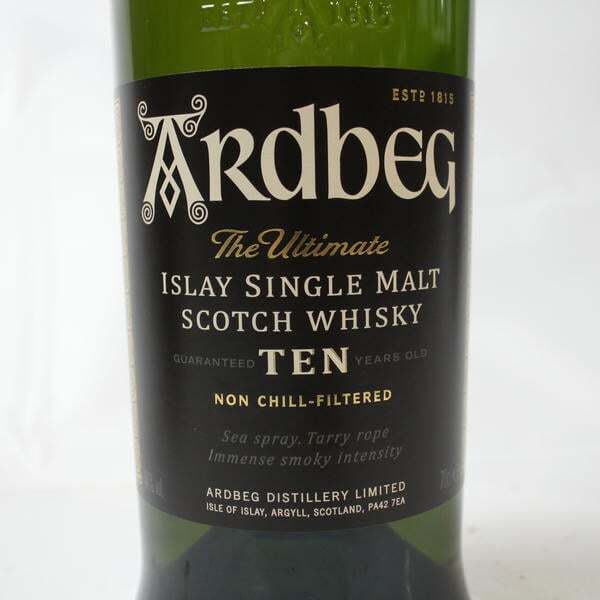 ESTD 1815
ARDBEG
The Ultimate
ISLAY SINGLE MALT
SCOTCH WHISKY
GUARANTEED TEN YEARS OLD
NON CHILL-FILTERED
Sea spray. Tarry rope
Immense smoky intensity
ARDBEG DISTILLERY LIMITED
ISLE OF ISLAY, ARGYLL, SCOTLAND, PA42 7EA